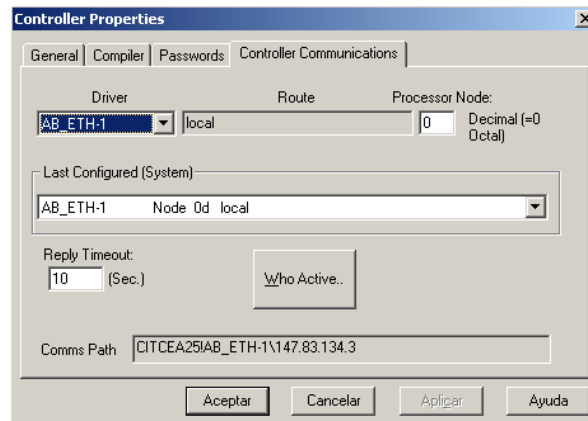 Controller Properties
General Compiler Passwords Controller Communications
Driver Route Processor Node:
AB_ETH-1 local 0 Decimal (=0
Octal)
Last Configured (System)
AB_ETH-1 Node 0d local
Reply Timeout:
10 (Sec.) Who Active..
Comms Path CITCEA25!AB_ETH-1\147.83.134.3
Aceptar Cancelar Aplicar Ayuda